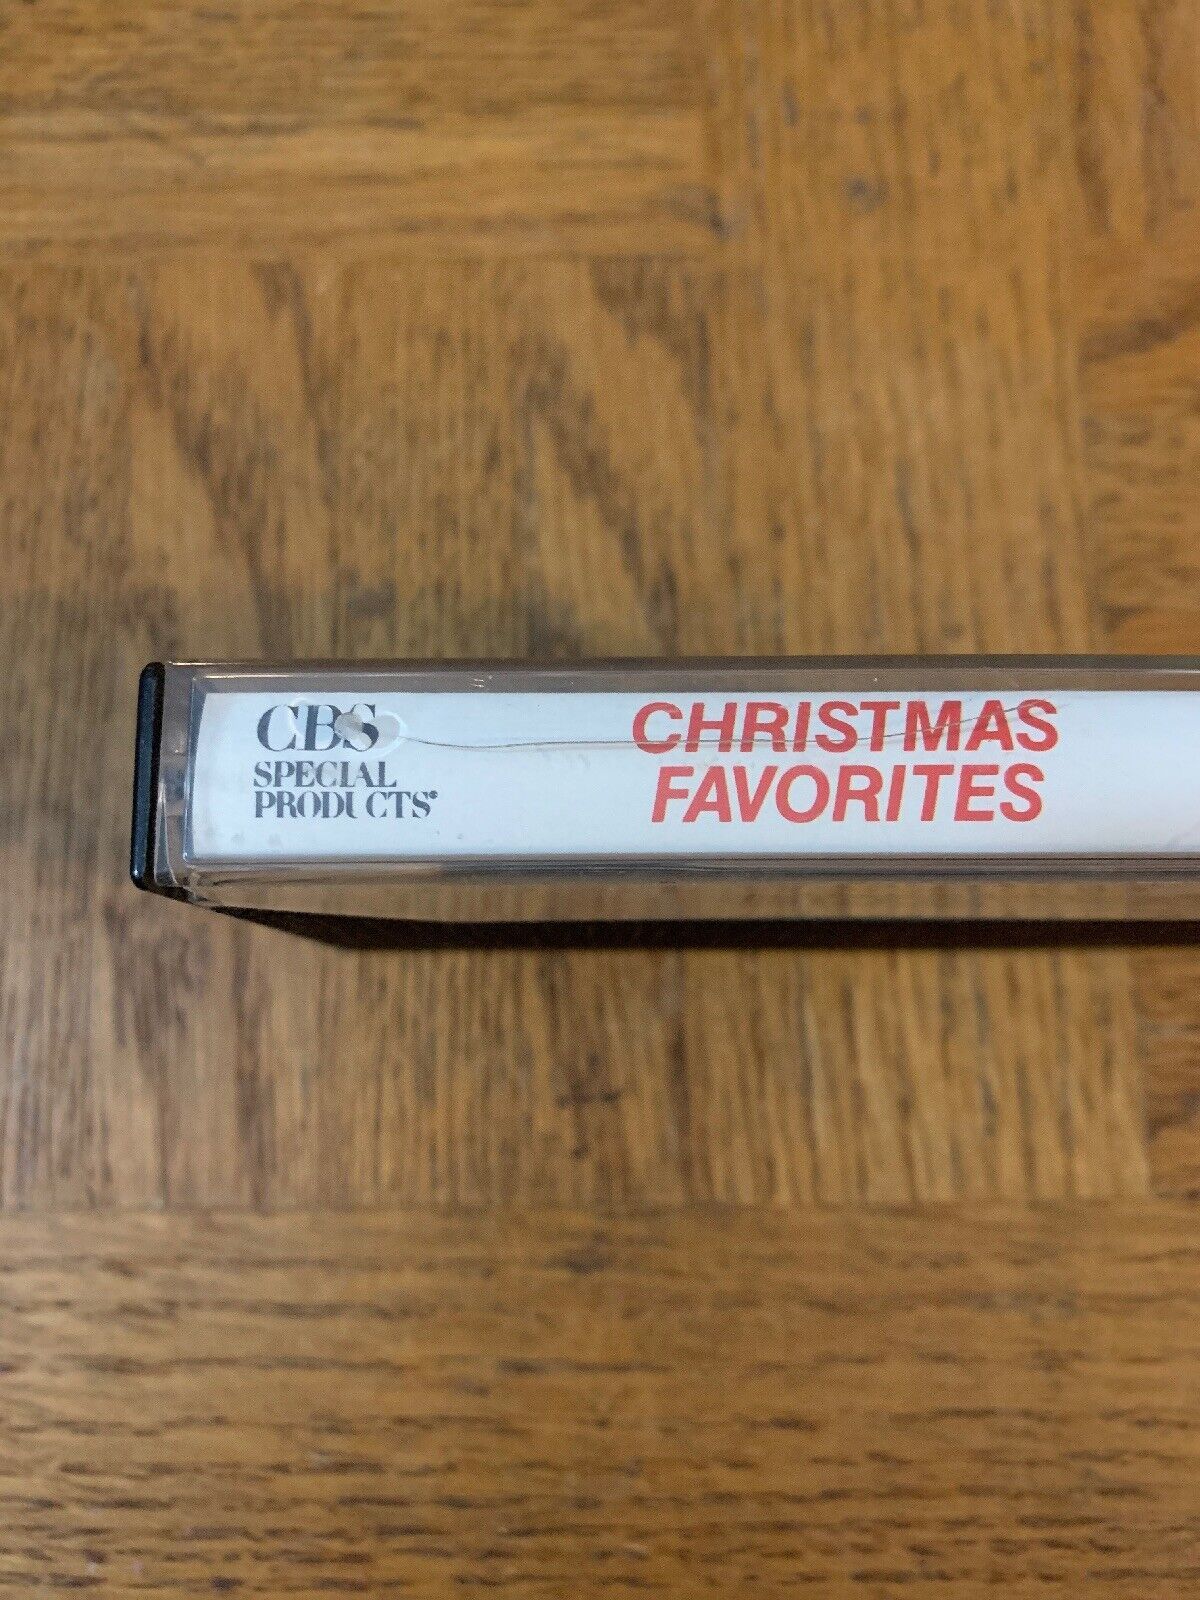 CBS
SPECIAL
PRODUCTS
CHRISTMAS
FAVORITES